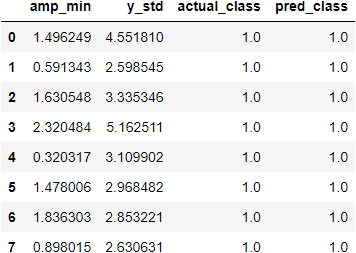 amp_min y_std actual_class pred_class
0 1.496249 4.551810 1.0 1.0
1 0.591343 2.598545 1.0 1.0
2 1.630548 3.335346 1.0 1.0
3 2.320484 5.162511 1.0 1.0
4 0.320317 3.109902 1.0 1.0
5 1.478006 2.968482 1.0 1.0
6 1.836303 2.853221 1.0 1.0
7 0.898015 2.630631 1.0 1.0